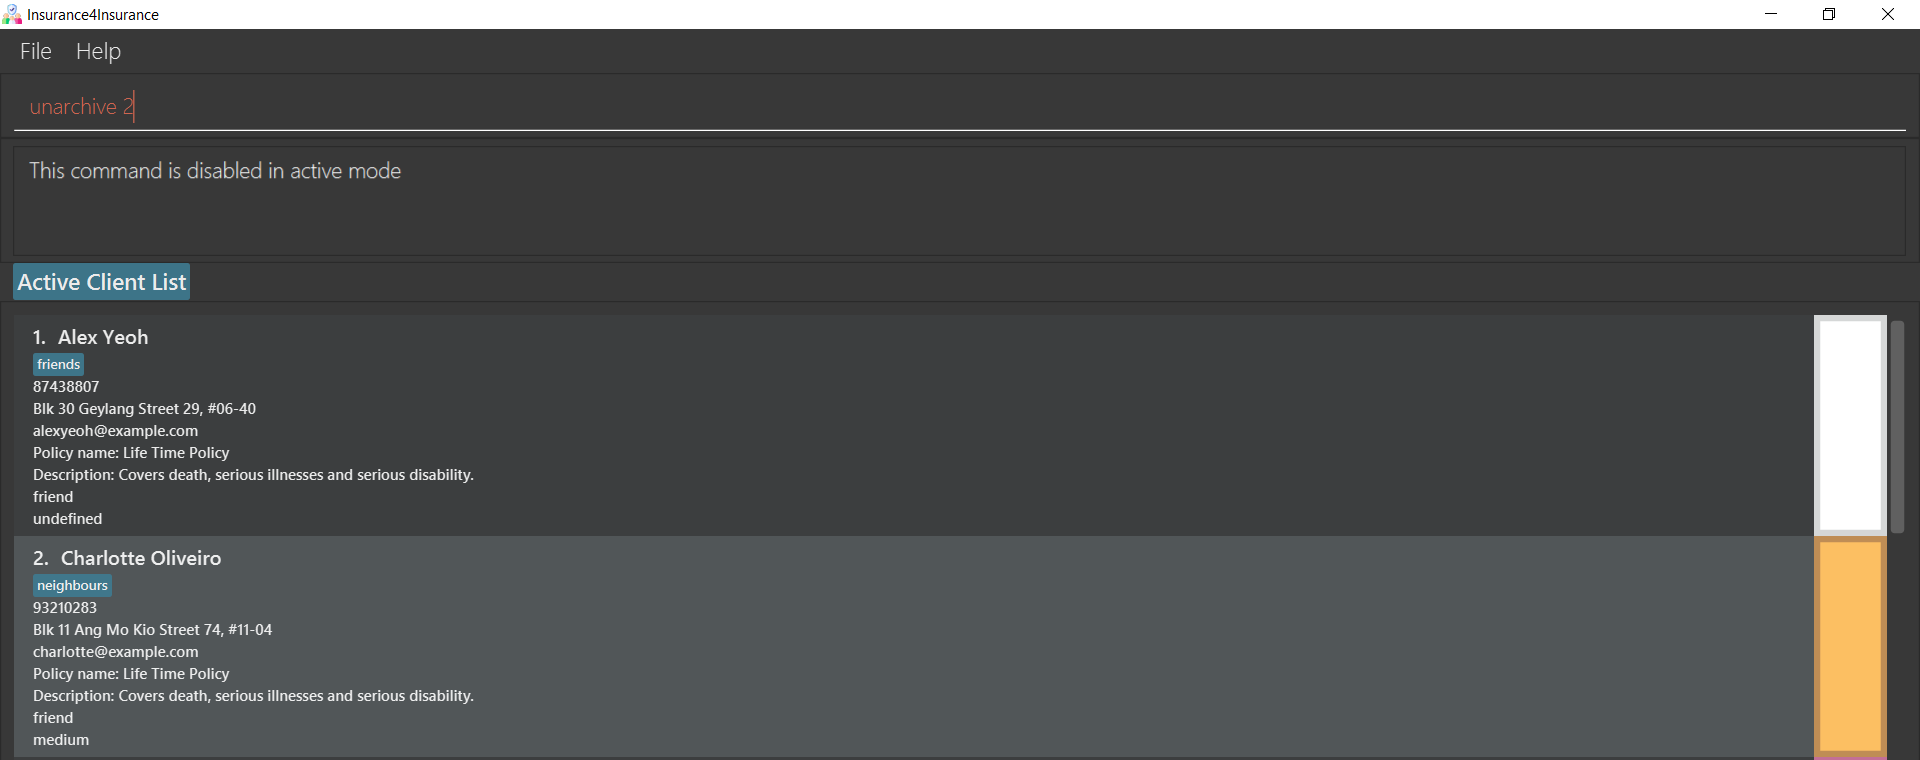 Insurance4Insurance
File Help
unarchive 2
This command is disabled in active mode
Active Client List
1. Alex Yeoh
friends
87438807
Blk 30 Geylang Street 29, #06-40
alexyeoh@example.com
Policy name: Life Time Policy
Description: Covers death, serious illnesses and serious disability.
friend
undefined
2. Charlotte Oliveiro
neighbours
93210283
Blk 11 Ang Mo Kio Street 74, #11-04
charlotte@example.com
Policy name: Life Time Policy
Description: Covers death, serious illnesses and serious disability.
friend
medium